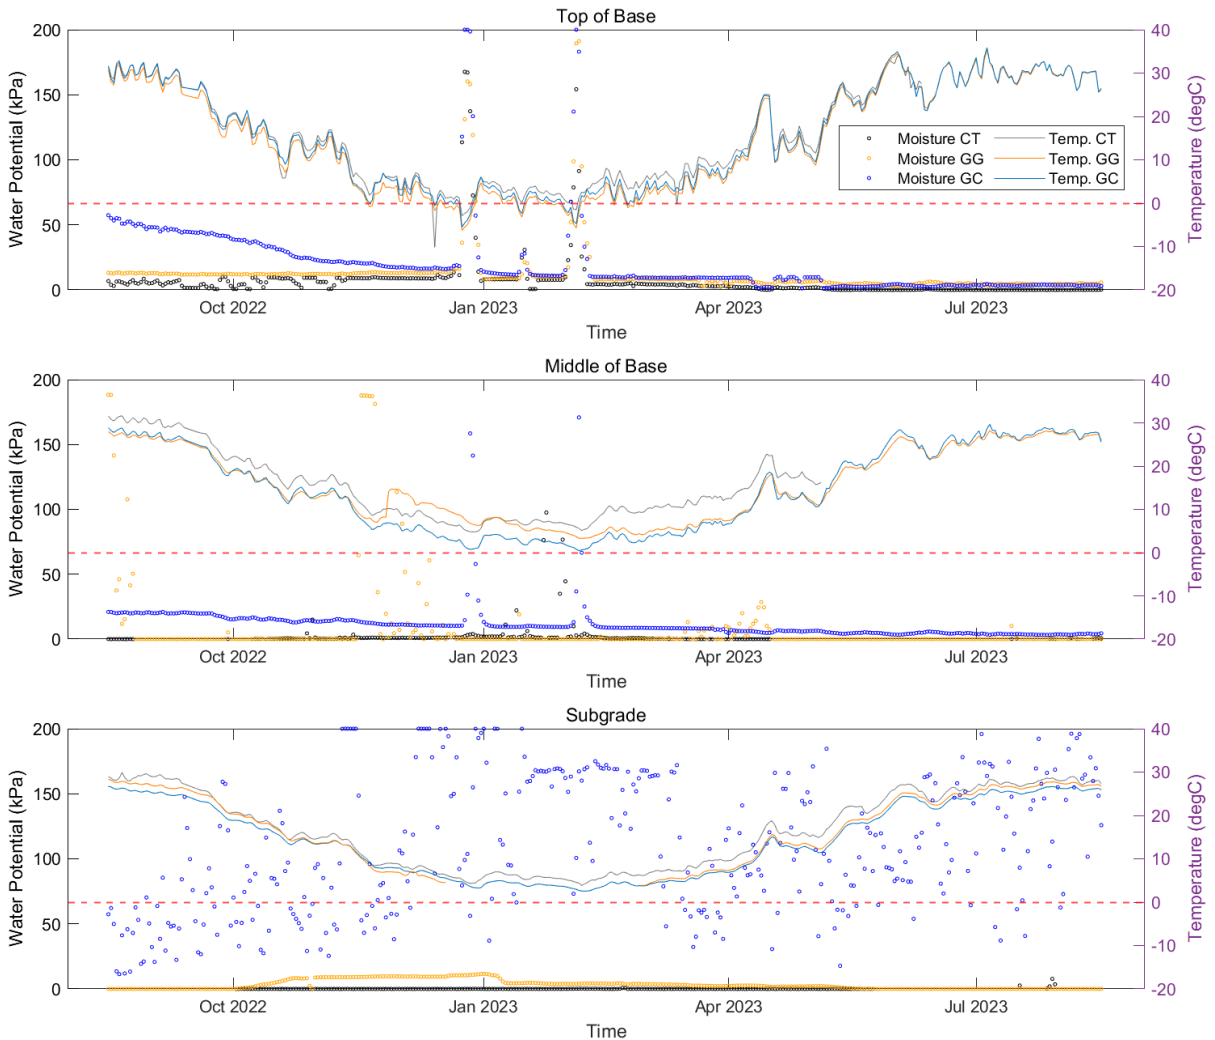 Top of Base
200
150
100
50
0
40
30
20
10
0
-10
-20
Water Potential (kPa)
Temperature (degC)
Moisture CT
Temp. CT
Moisture GG
Temp. GG
Moisture GC
Temp. GC
Oct 2022
Jan 2023
Apr 2023
Jul 2023
Time
Middle of Base
200
150
100
50
0
40
30
20
10
0
-10
-20
Water Potential (kPa)
Temperature (degC)
Oct 2022
Jan 2023
Apr 2023
Jul 2023
Time
Subgrade
200
150
100
50
0
40
30
20
10
0
-10
-20
Water Potential (kPa)
Temperature (degC)
Oct 2022
Jan 2023
Apr 2023
Jul 2023
Time